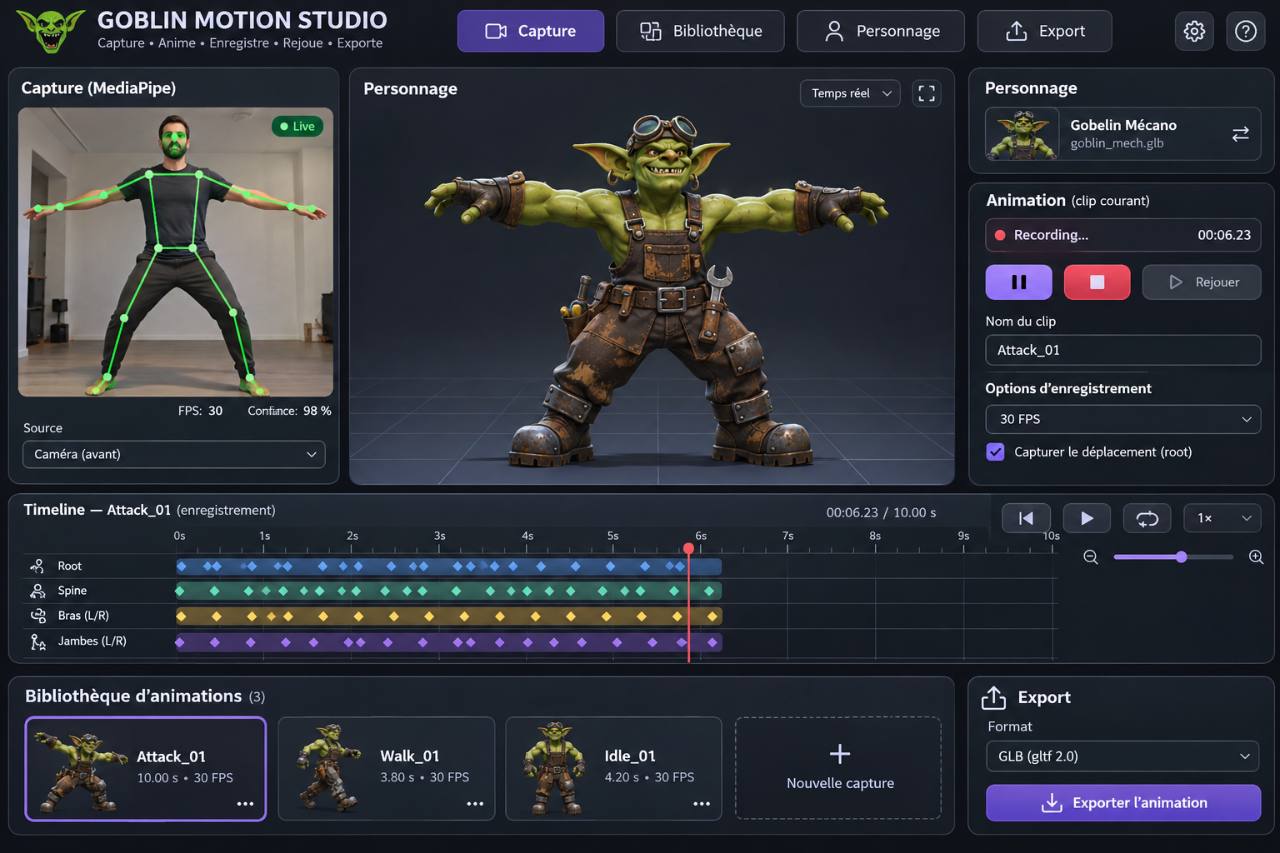 GOBLIN MOTION STUDIO
Capture • Anime • Enregistre • Rejoue • Exporte
Capture
Bibliothèque
Personnage
Export
Capture (MediaPipe)
Live
FPS: 30 Confiance: 98 %
Source
Caméra (avant)
Personnage
Temps réel
Personnage
Gobelin Mécano
goblin_mech.glb
Animation (clip courant)
Recording... 00:06.23
Rejouer
Nom du clip
Attack_01
Options d'enregistrement
30 FPS
Capturer le déplacement (root)
Timeline — Attack_01 (enregistrement)
00:06.23 / 10.00 s
1×
0s 1s 2s 3s 4s 5s 6s 7s 8s 9s 10s
Root
Spine
Bras (L/R)
Jambes (L/R)
Bibliothèque d'animations (3)
Attack_01
10.00 s • 30 FPS
Walk_01
3.80 s • 30 FPS
Idle_01
4.20 s • 30 FPS
Nouvelle capture
Export
Format
GLB (gltf 2.0)
Exporter l'animation